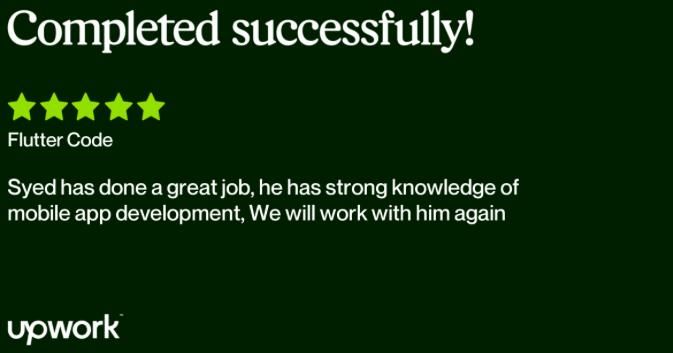 Completed successfully!
Flutter Code
Syed has done a great job, he has strong knowledge of
mobile app development, We will work with him again
upwork™